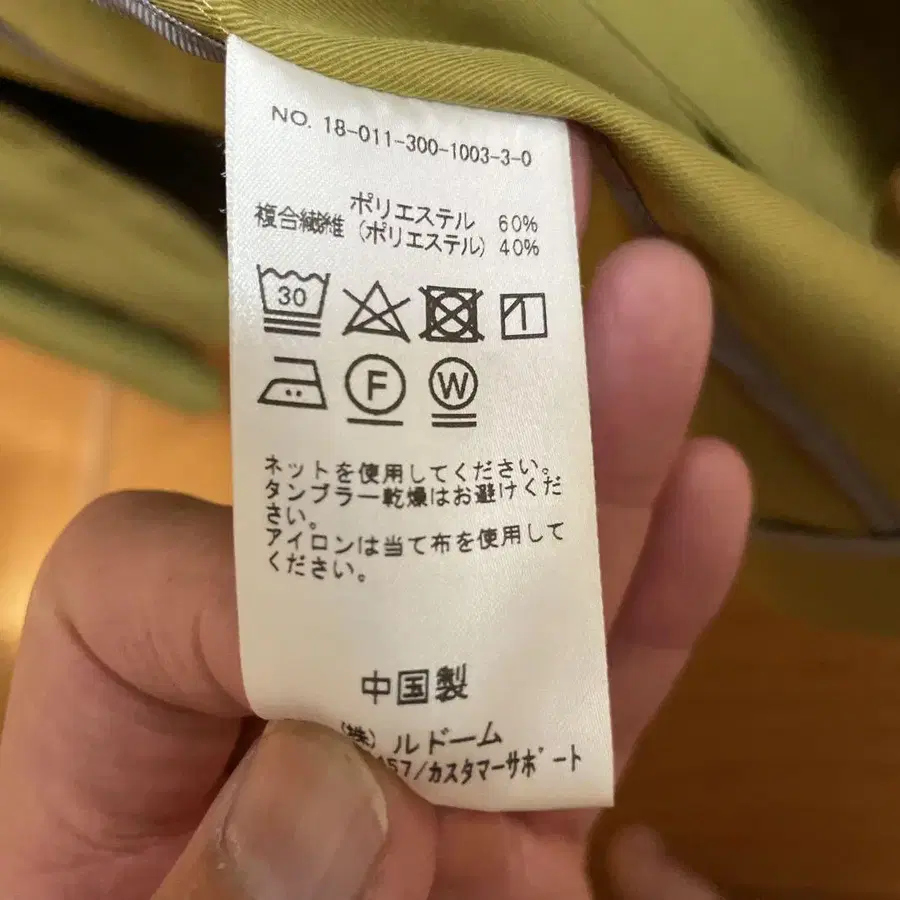 NO. 18-011-300-1003-3-0
ポリエステル 60%
複合繊維 (ポリエステル) 40%
30
F
W
ネットを使用してください。
タンブラー乾燥はお避けくだ
さい。
アイロンは当て布を使用して
ください。
中国製
(株) ルドーム
57/カスタマーサポート